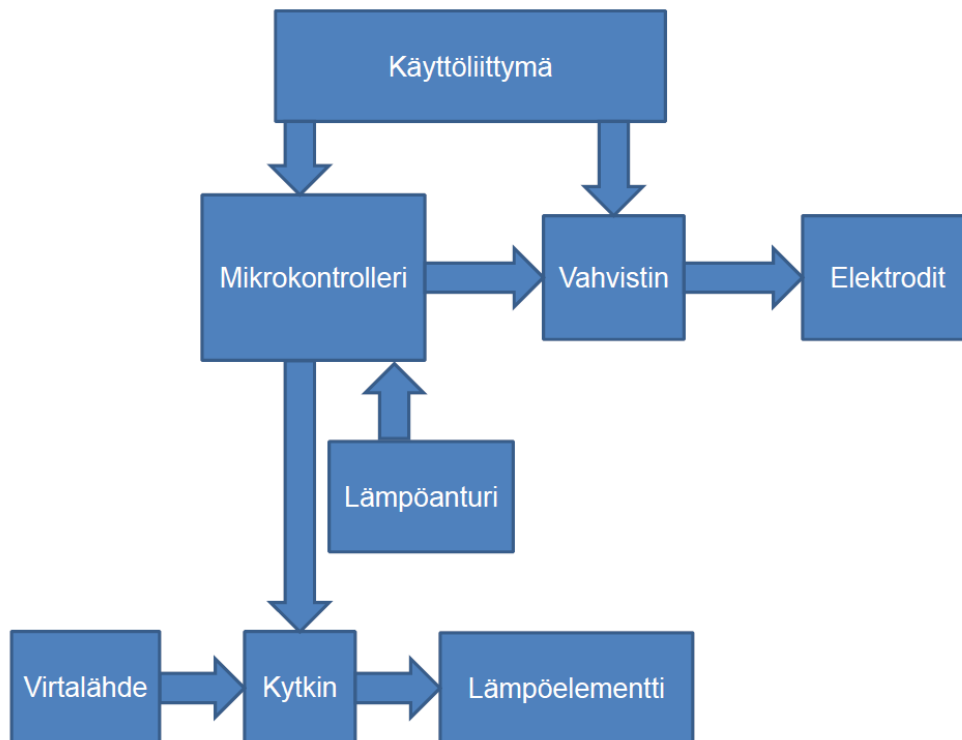 Käyttöliittymä
Mikrokontrolleri
Vahvistin
Elektrodit
Lämpöanturi
Virtalähde
Kytkin
Lämpöelementti